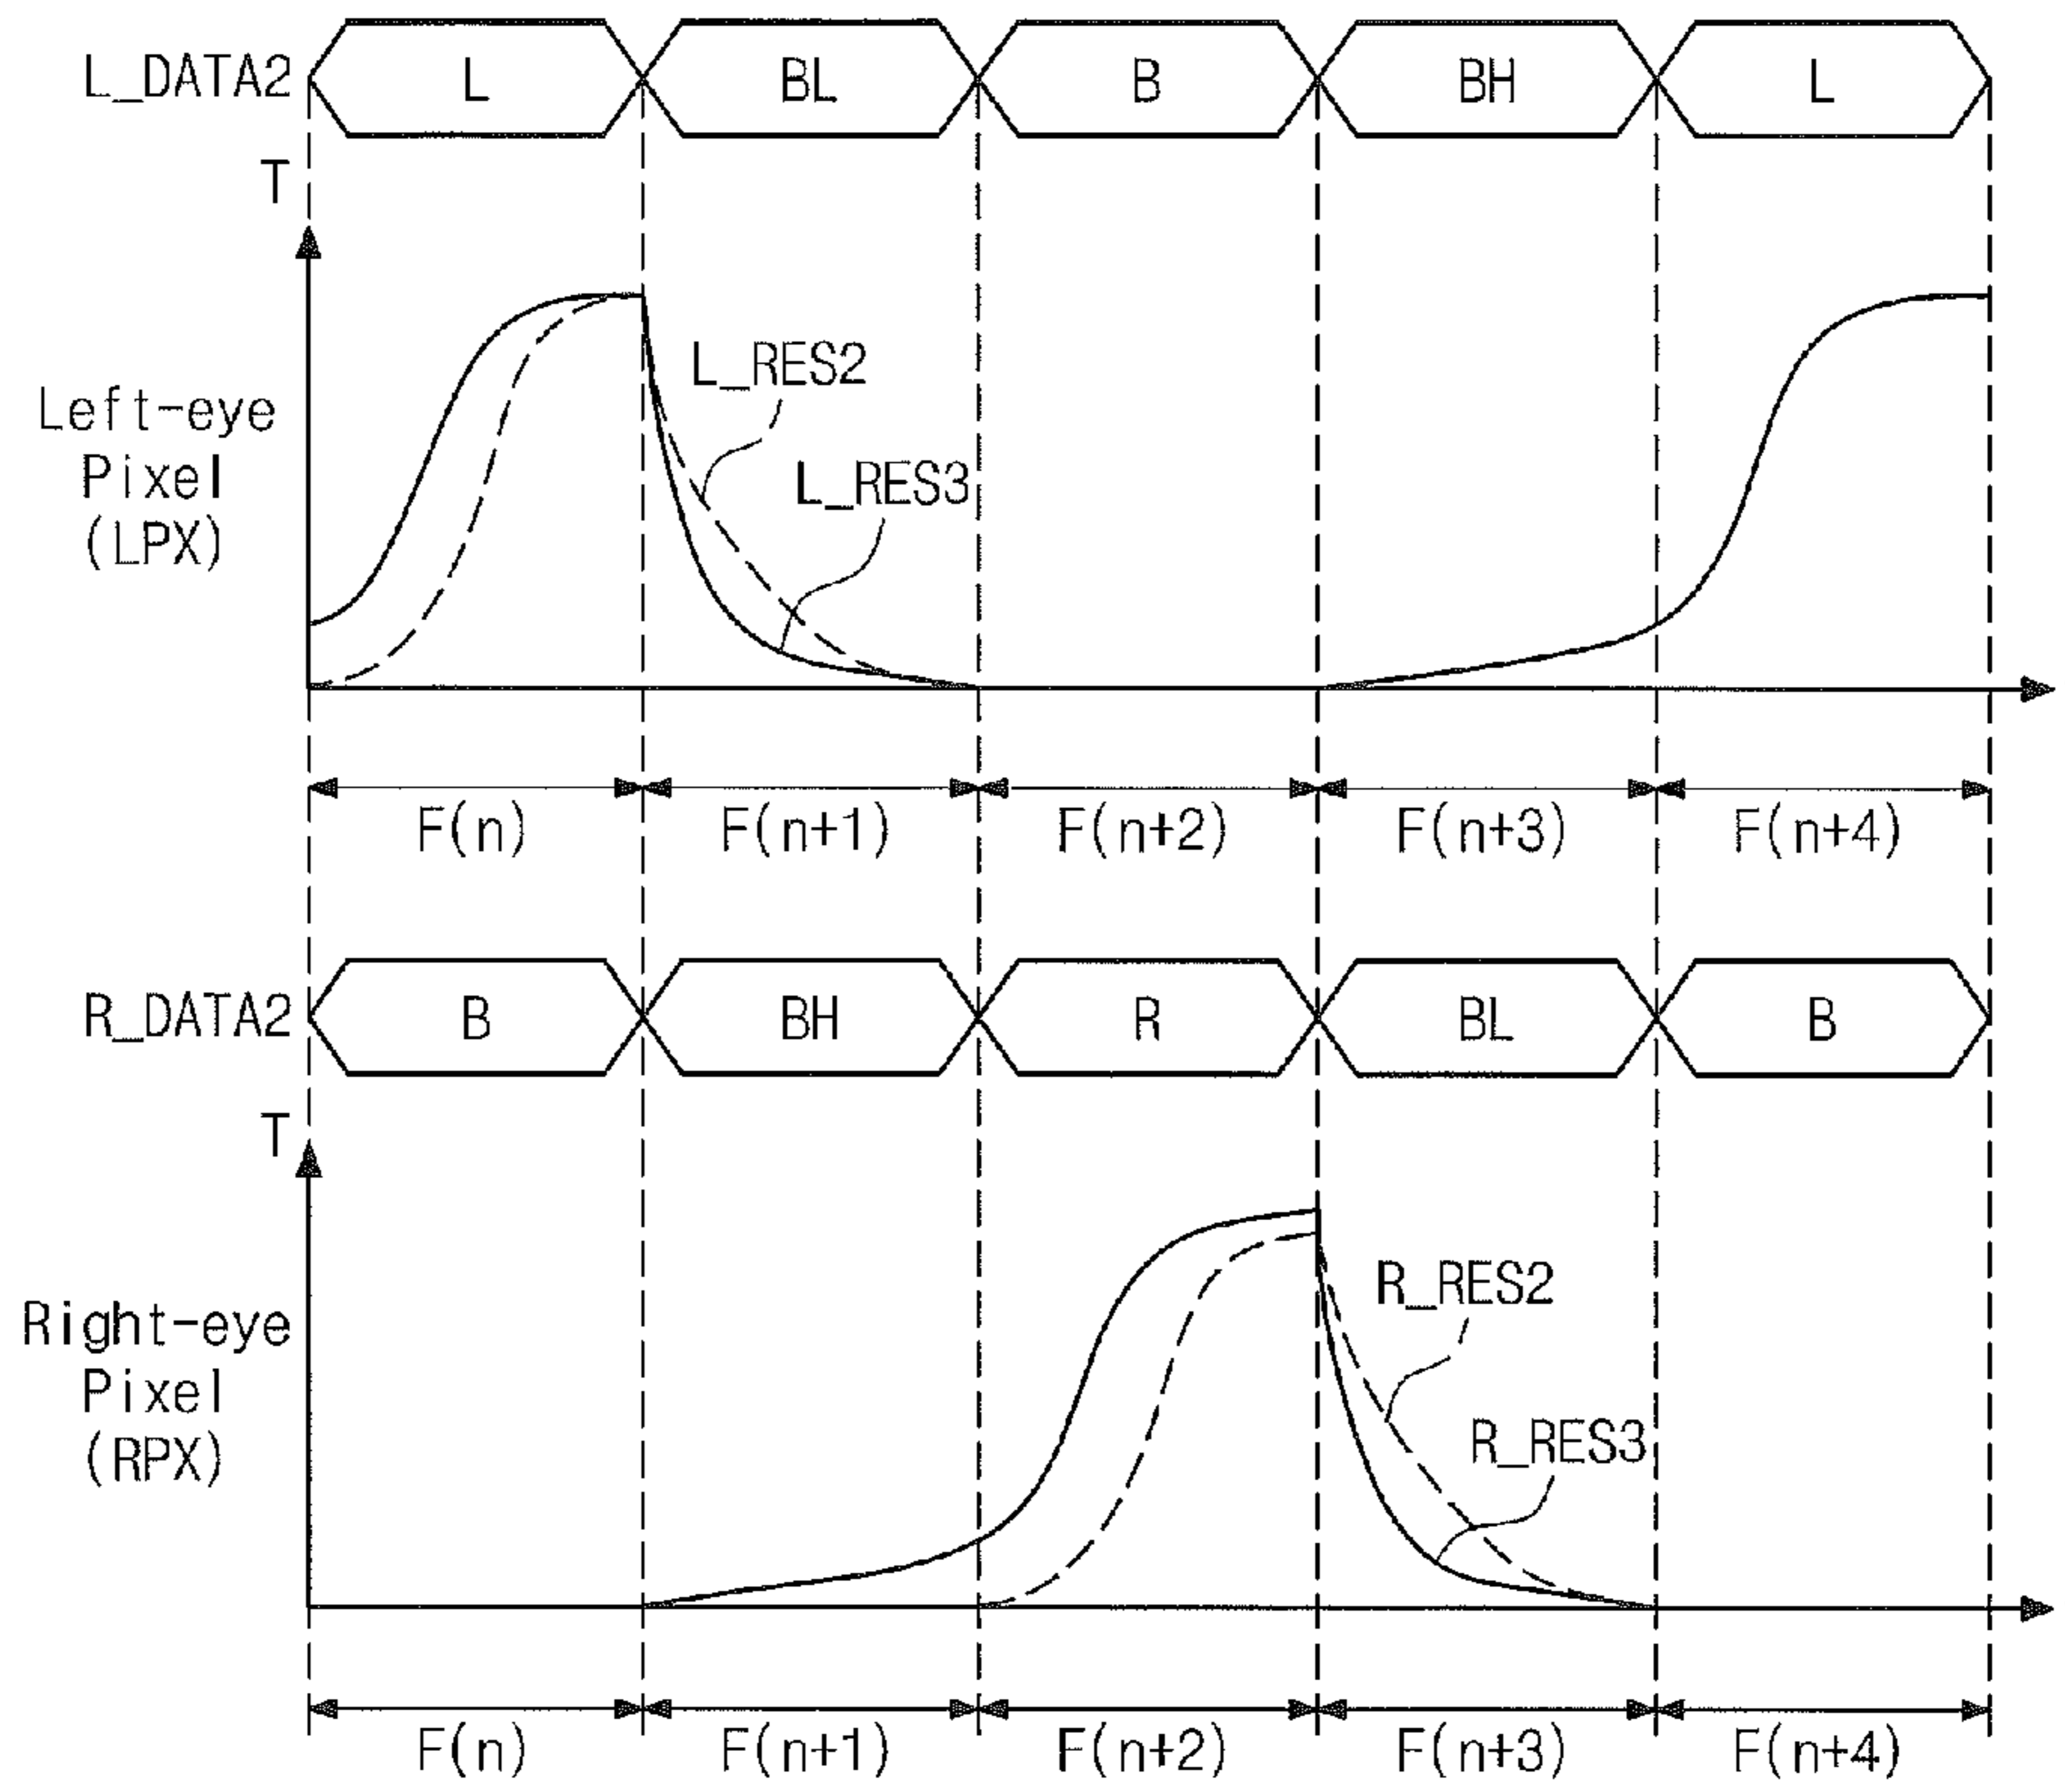 L_DATA2 L BL B BH L
T
L_RES2
L_RES3
Left-eye
Pixel
(LPX)
F(n) F(n+1) F(n+2) F(n+3) F(n+4)
R_DATA2 B BH R BL B
T
R_RES2
R_RES3
Right-eye
Pixel
(RPX)
F(n) F(n+1) F(n+2) F(n+3) F(n+4)